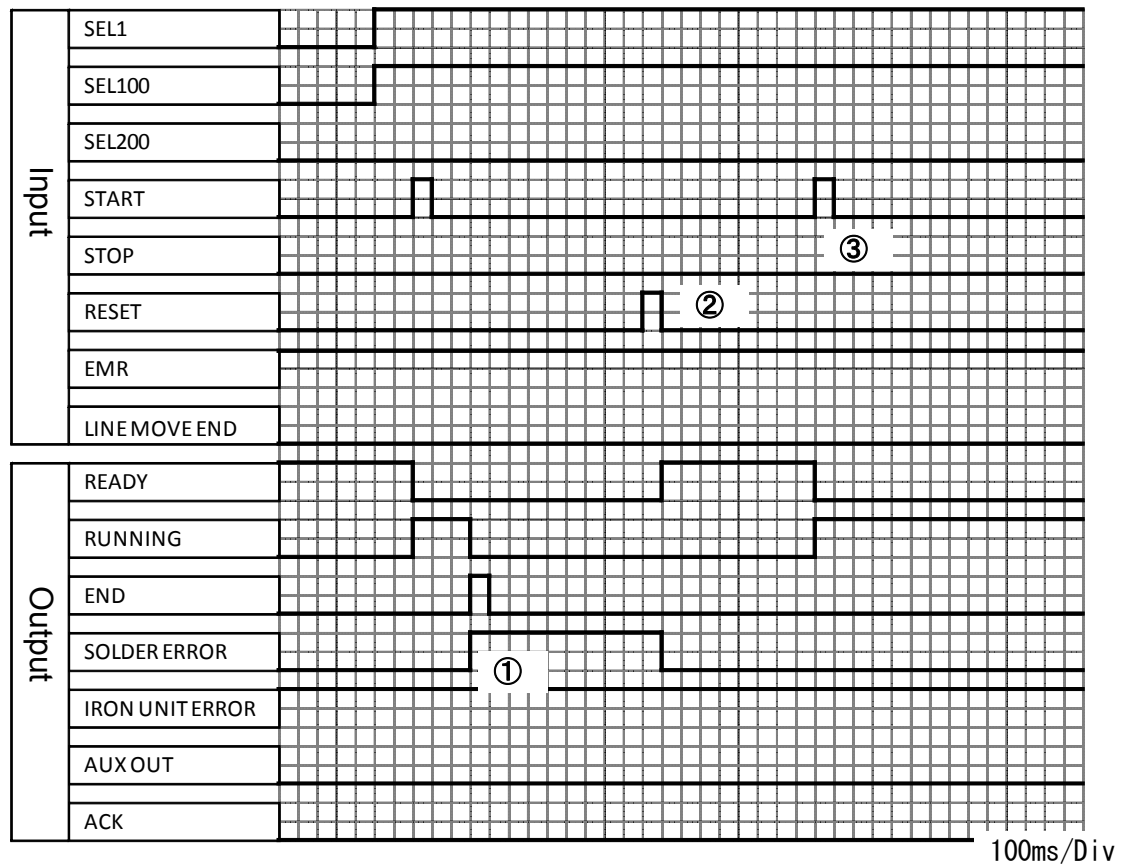 Input
SEL1
SEL100
SEL200
START
STOP
③
RESET
②
EMR
LINE MOVE END
Output
READY
RUNNING
END
SOLDER ERROR
①
IRON UNIT ERROR
AUX OUT
ACK
100ms/Div